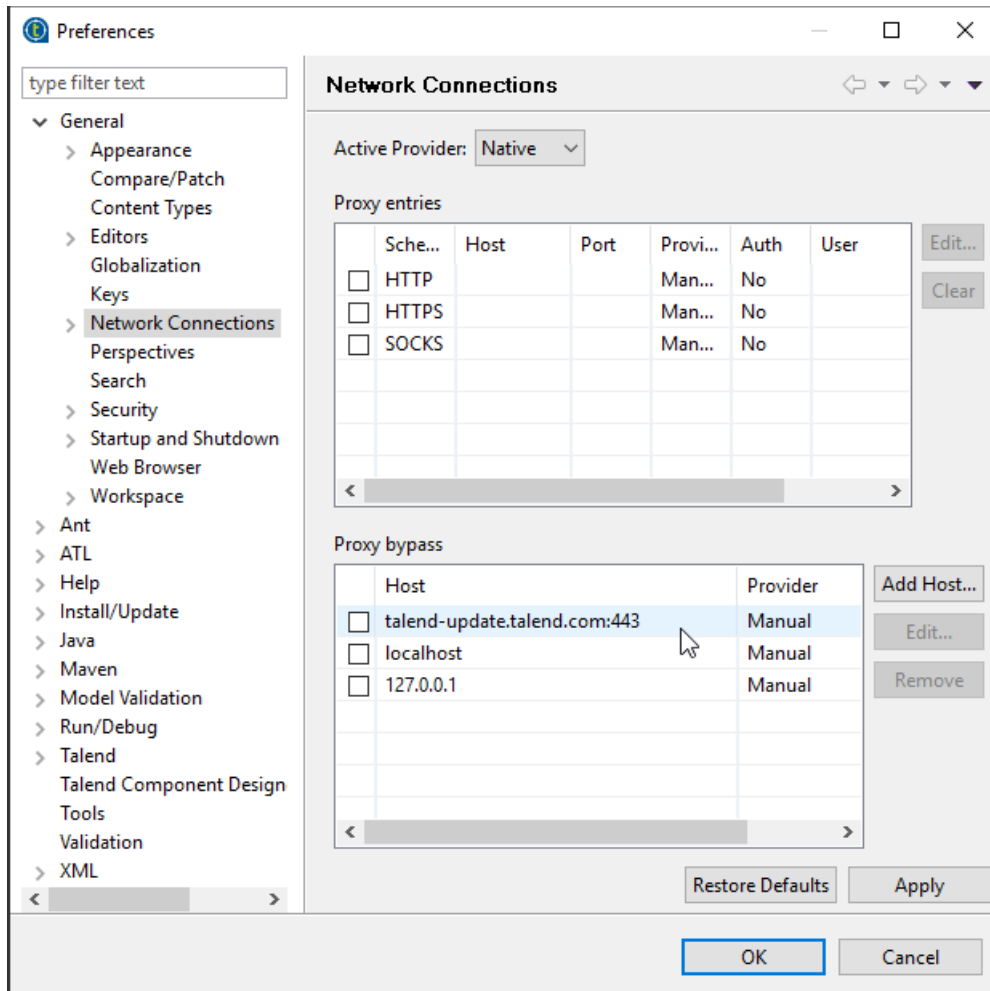 Preferences
type filter text
General
Appearance
Compare/Patch
Content Types
Editors
Globalization
Keys
Network Connections
Perspectives
Search
Security
Startup and Shutdown
Web Browser
Workspace
Ant
ATL
Help
Install/Update
Java
Maven
Model Validation
Run/Debug
Talend
Talend Component Design
Tools
Validation
XML
Network Connections
Active Provider: Native
Proxy entries
Sche... Host Port Provi... Auth User
HTTP Man... No
HTTPS Man... No
SOCKS Man... No
Edit...
Clear
Proxy bypass
Host Provider
talend-update.talend.com:443 Manual
localhost Manual
127.0.0.1 Manual
Add Host...
Edit...
Remove
Restore Defaults Apply
OK Cancel